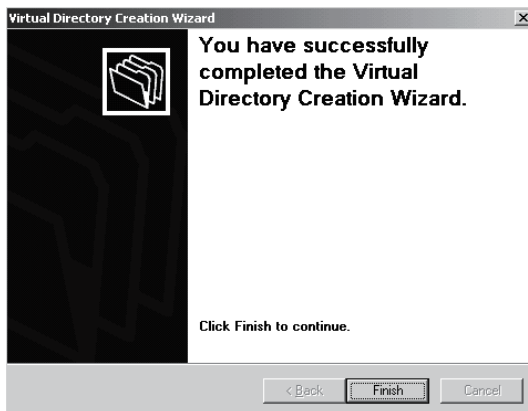 Virtual Directory Creation Wizard
You have successfully
completed the Virtual
Directory Creation Wizard.
Click Finish to continue.
< Back
Finish
Cancel